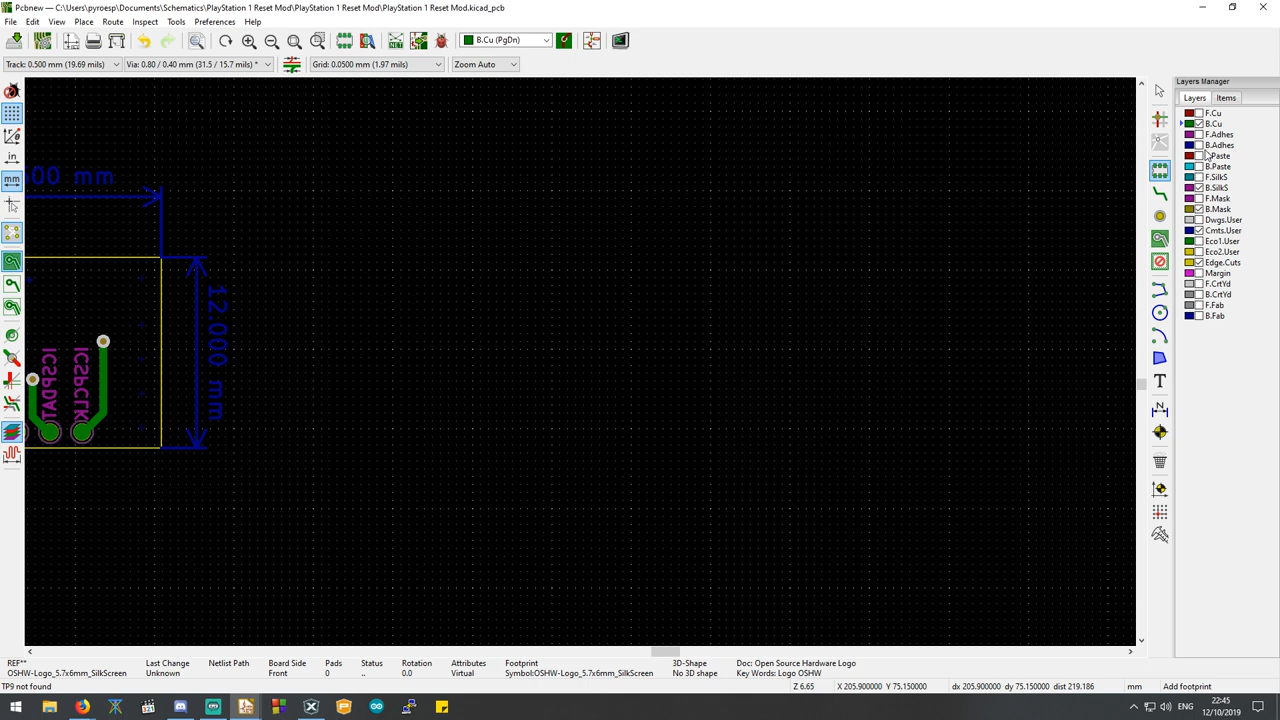 Pcbnew — C:\Users\pyroesp\Documents\Schematics\PlayStation 1 Reset Mod\PlayStation 1 Reset Mod\PlayStation 1 Reset Mod.kicad_pcb
File Edit View Place Route Inspect Tools Preferences Help
B.Cu (PgDn)
Track: 0.500 mm (19.69 mils) Via: 0.80 / 0.40 mm (31.5 / 15.7 mils) * Grid: 0.0500 mm (1.97 mils) Zoom Auto
Layers Manager
Layers Items
F.Cu
B.Cu
F.Adhes
B.Adhes
Paste
B.Paste
F.SilkS
B.SilkS
F.Mask
B.Mask
Dwgs.User
Cmts.User
Eco1.User
Eco2.User
Edge.Cuts
Margin
F.CrtYd
B.CrtYd
F.Fab
B.Fab
in
mm
00 mm
12.000 mm
ICSPDAT
ICSPCLK
NET
REF** Last Change Netlist Path Board Side Pads Status Rotation Attributes Footprint 3D-Shape Doc: Open Source Hardware Logo
OSHW-Logo_5.7x6mm_SilkScreen Unknown Front 0 .. 0.0 Virtual Symbol:OSHW-Logo_5.7x6mm_SilkScreen No 3D shape Key Words: Logo OSHW
TP9 not found Z 6.65 X 205.900000 Y 75.150000 dx 205.900000 dy 75.150000 dist 219.186 mm Add footprint
ENG 22:45
12/10/2019